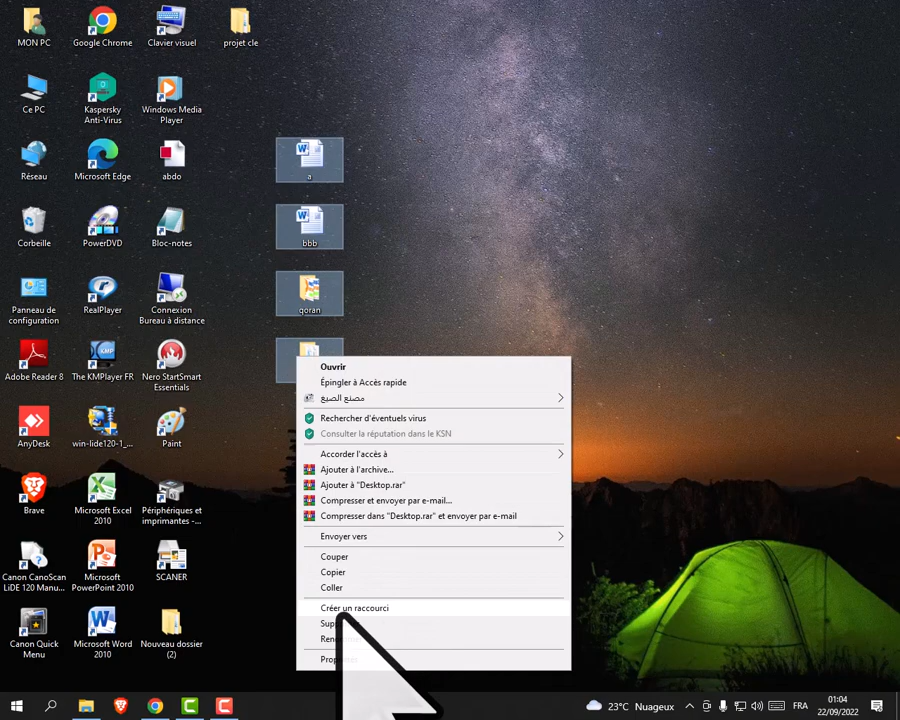 MON PC
Google Chrome
Clavier visuel
projet cle
Ce PC
Kaspersky
Anti-Virus
Windows Media
Player
Réseau
Microsoft Edge
abdo
a
Corbeille
PowerDVD
Bloc-notes
bbb
Panneau de
configuration
RealPlayer
Connexion
Bureau à distance
qoran
Adobe Reader 8
The KMPlayer FR
Nero StartSmart
Essentials
AnyDesk
win-lide120-1_...
Paint
Brave
Microsoft Excel
2010
Périphériques et
imprimantes -...
Canon CanoScan
LiDE 120 Manu...
Microsoft
PowerPoint 2010
SCANER
Canon Quick
Menu
Microsoft Word
2010
Nouveau dossier
(2)
Ouvrir
Épingler à Accès rapide
مصنع الصيغ
Rechercher d'éventuels virus
Consulter la réputation dans le KSN
Accorder l'accès à
Ajouter à l'archive...
Ajouter à "Desktop.rar"
Compresser et envoyer par e-mail...
Compresser dans "Desktop.rar" et envoyer par e-mail
Envoyer vers
Couper
Copier
Coller
Créer un raccourci
23°C Nuageux
FRA
01:04
22/09/2022